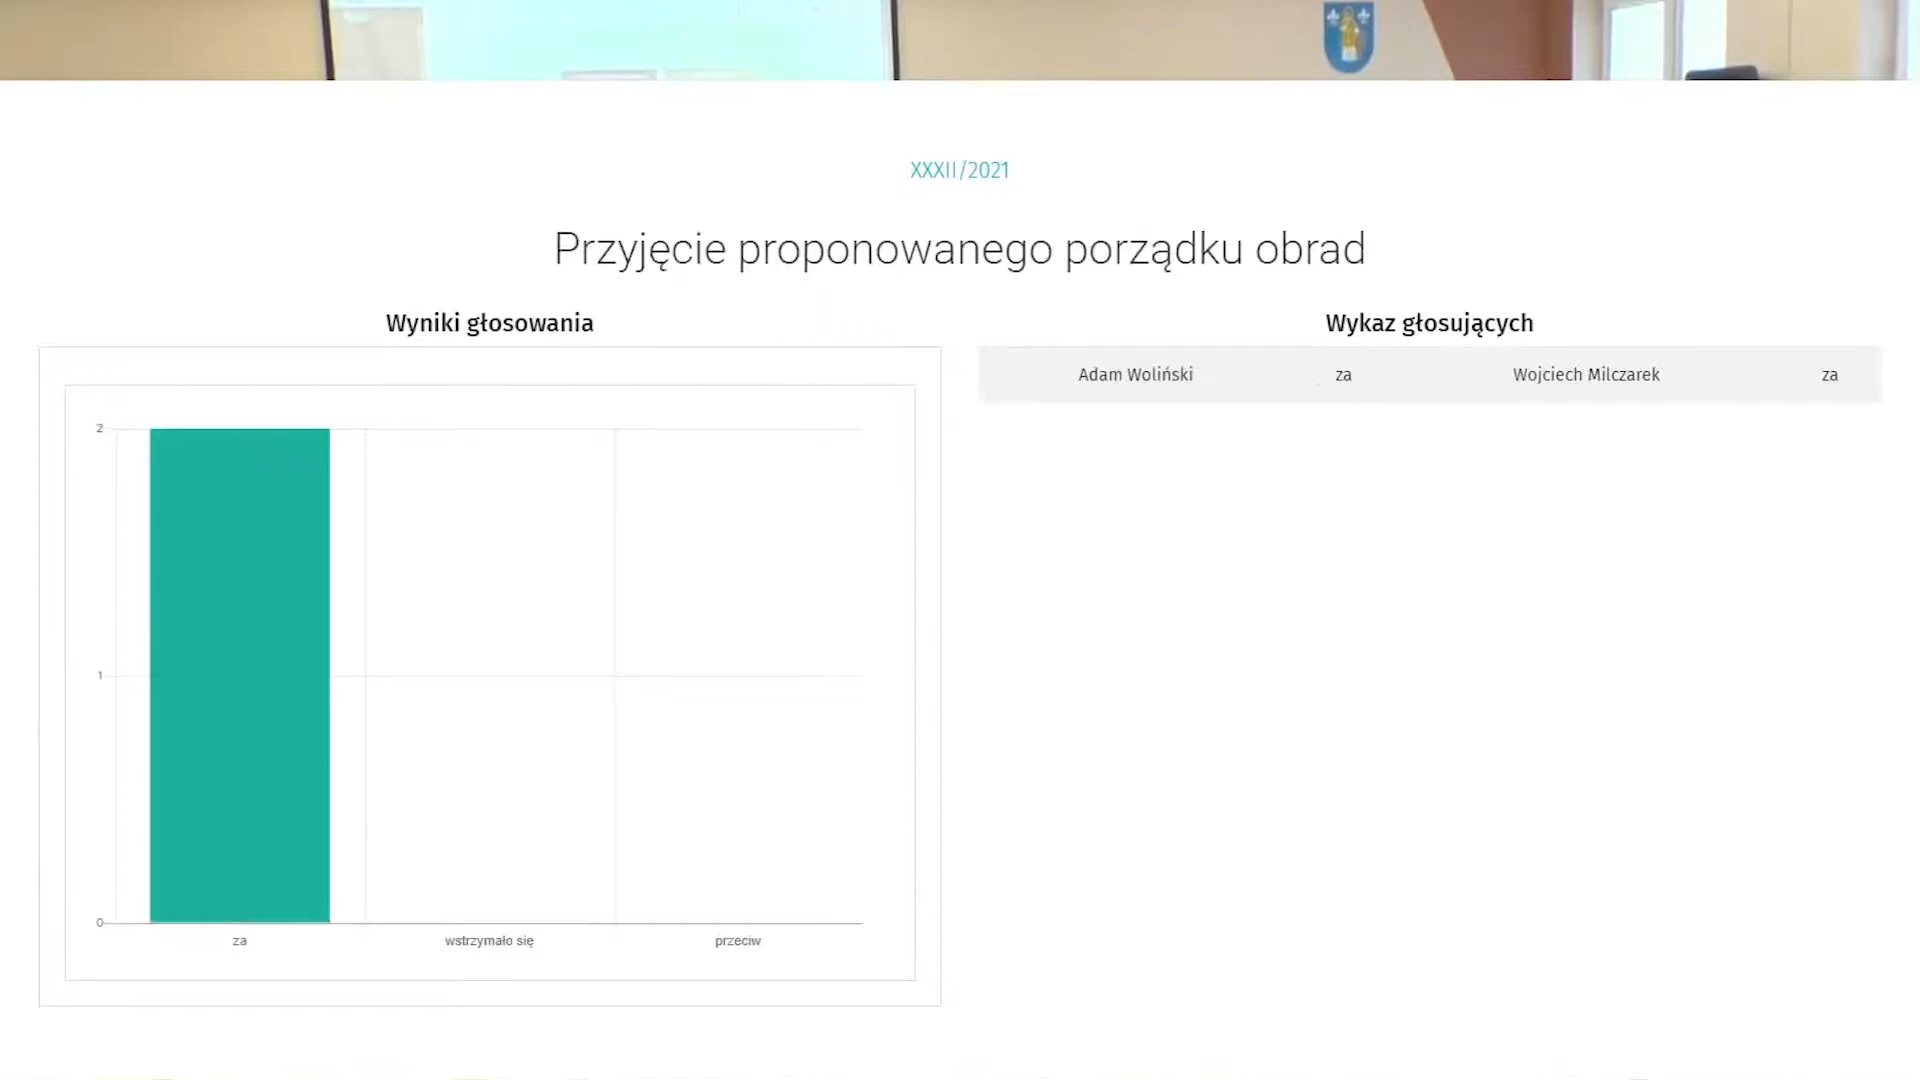 XXXII/2021
Przyjęcie proponowanego porządku obrad
Wyniki głosowania
2
1
0
za
wstrzymało się
przeciw
Wykaz głosujących
Adam Woliński za Wojciech Milczarek za